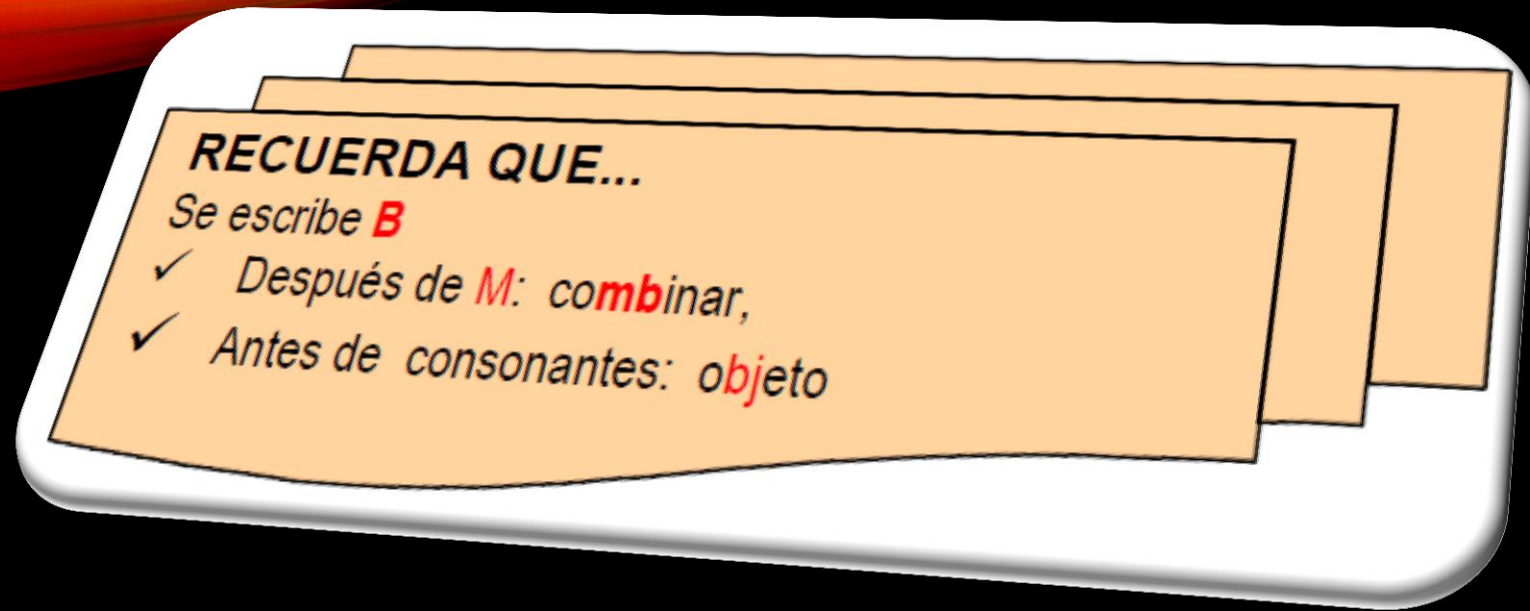 RECUERDA QUE...
Se escribe B
✓ Después de M: combinar,
✓ Antes de consonantes: objeto